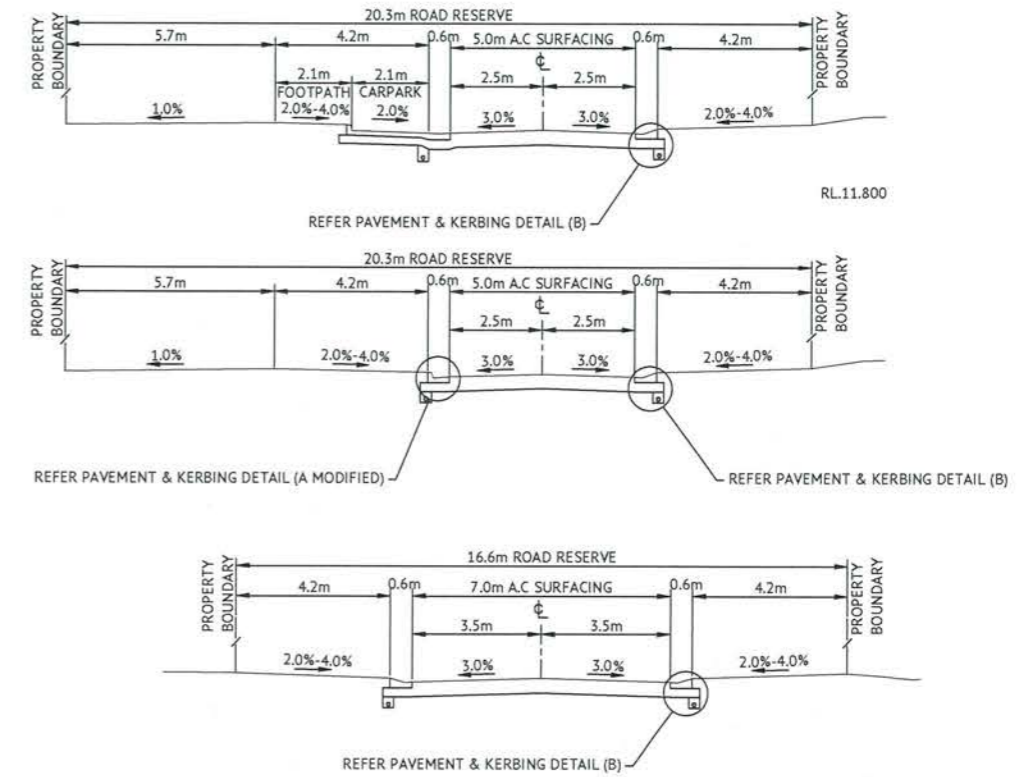 20.3m ROAD RESERVE
PROPERTY BOUNDARY
5.7m 4.2m 0.6m 5.0m A.C SURFACING 0.6m 4.2m
PROPERTY BOUNDARY
2.1m 2.1m 2.5m ℄ 2.5m
FOOTPATH CARPARK
1.0% 2.0%-4.0% 2.0% 3.0% 3.0% 2.0%-4.0%
RL.11.800
REFER PAVEMENT & KERBING DETAIL (B)
20.3m ROAD RESERVE
PROPERTY BOUNDARY
5.7m 4.2m 0.6m 5.0m A.C SURFACING 0.6m 4.2m
PROPERTY BOUNDARY
2.5m ℄ 2.5m
1.0% 2.0%-4.0% 3.0% 3.0% 2.0%-4.0%
REFER PAVEMENT & KERBING DETAIL (A MODIFIED)
REFER PAVEMENT & KERBING DETAIL (B)
16.6m ROAD RESERVE
PROPERTY BOUNDARY
4.2m 0.6m 7.0m A.C SURFACING 0.6m 4.2m
PROPERTY BOUNDARY
3.5m ℄ 3.5m
2.0%-4.0% 3.0% 3.0% 2.0%-4.0%
REFER PAVEMENT & KERBING DETAIL (B)